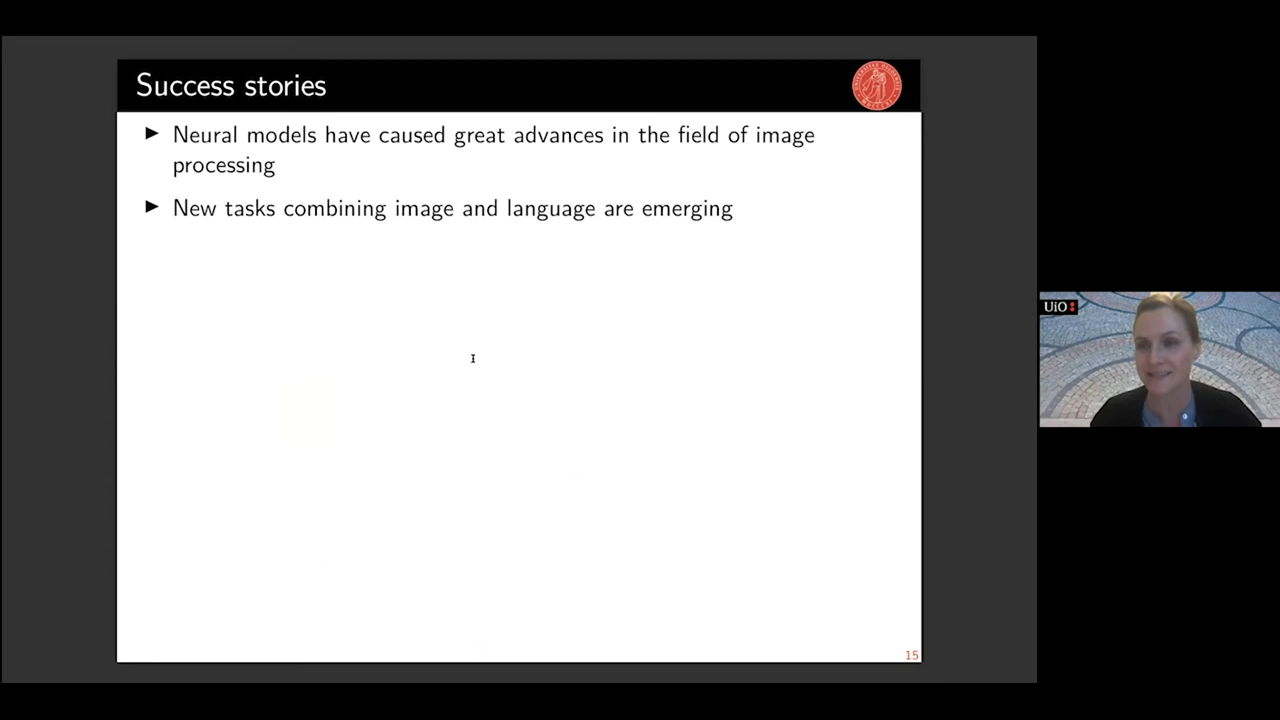 Success stories
Neural models have caused great advances in the field of image
processing
New tasks combining image and language are emerging
15
UiO